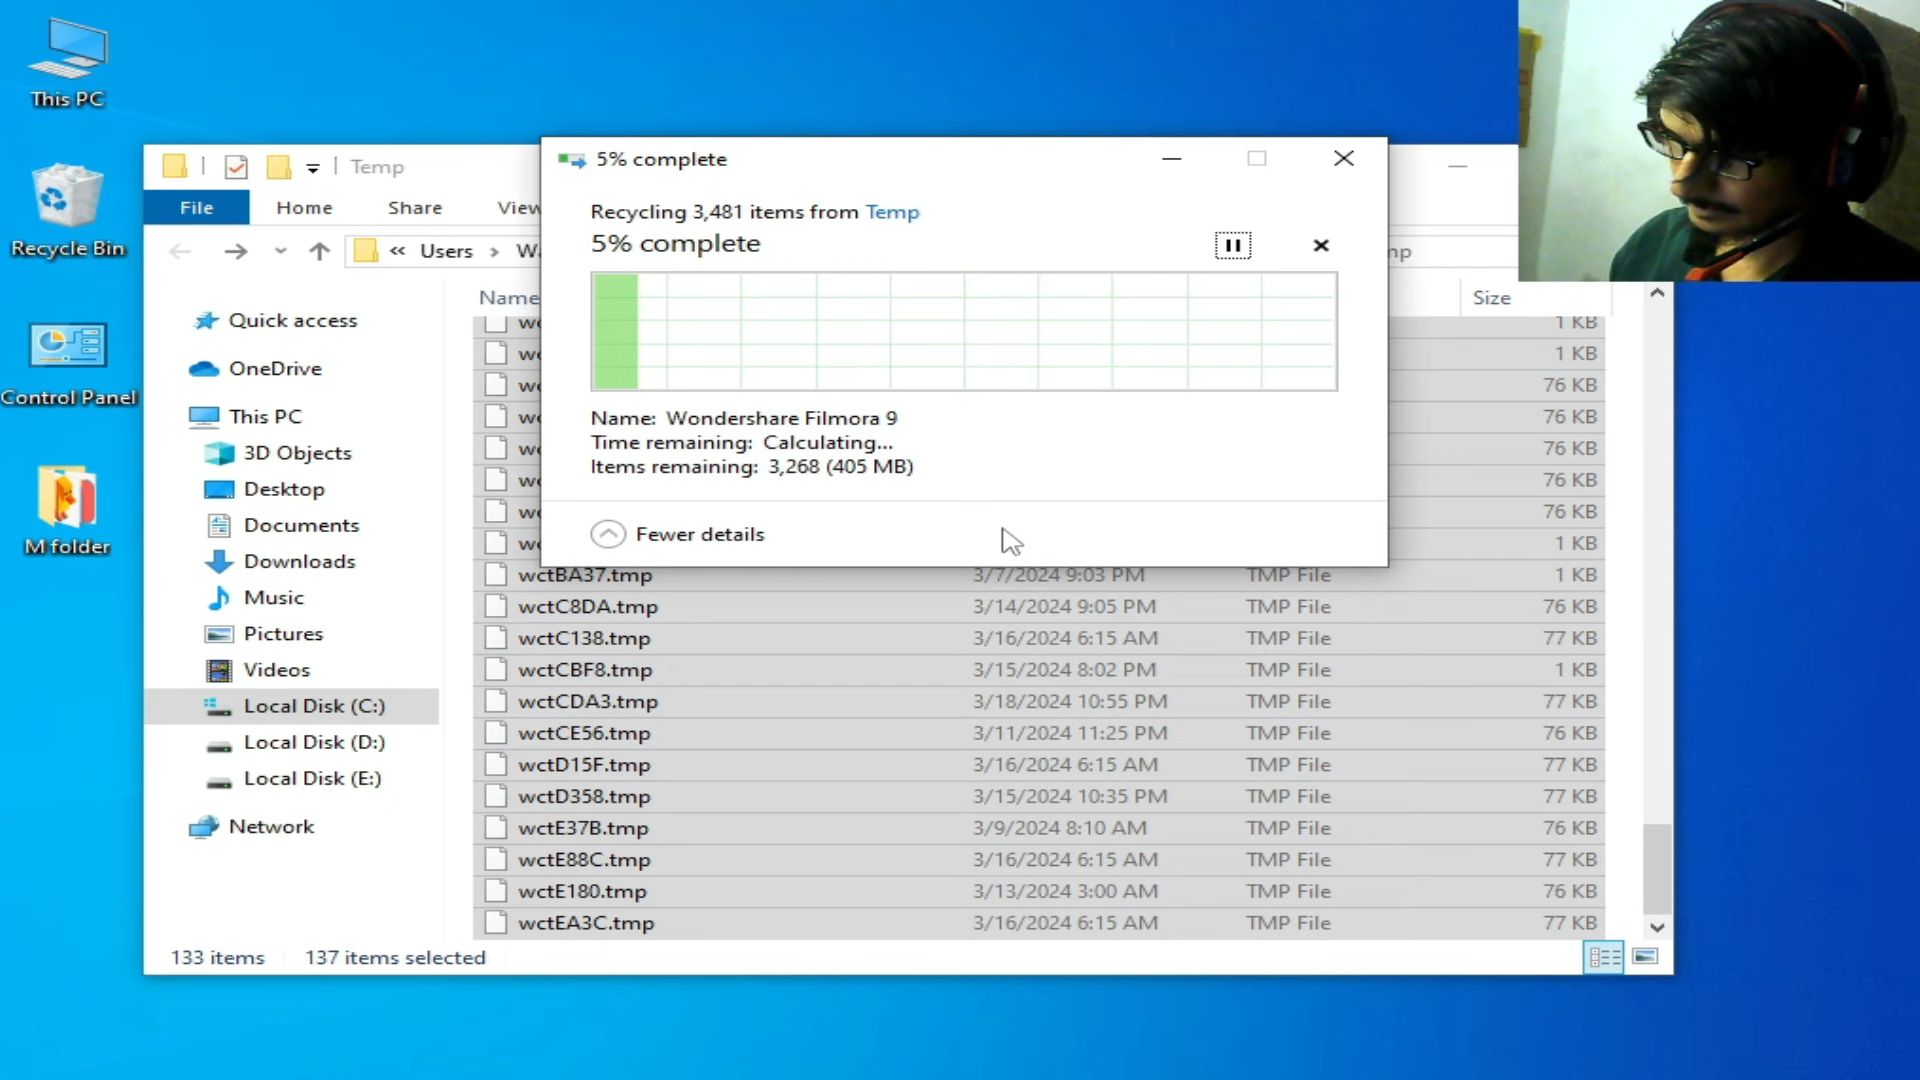 This PC
Recycle Bin
Control Panel
M folder
Temp
File
Home
Share
View
« Users › Wa
Quick access
OneDrive
This PC
3D Objects
Desktop
Documents
Downloads
Music
Pictures
Videos
Local Disk (C:)
Local Disk (D:)
Local Disk (E:)
Network
5% complete
Recycling 3,481 items from Temp
5% complete
Name: Wondershare Filmora 9
Time remaining: Calculating...
Items remaining: 3,268 (405 MB)
Fewer details
mp
Name
Size
wc 1 KB
wc 1 KB
wc 76 KB
wc 76 KB
wc 76 KB
wc 76 KB
wc 76 KB
wc 1 KB
wctBA37.tmp 3/7/2024 9:03 PM TMP File 1 KB
wctC8DA.tmp 3/14/2024 9:05 PM TMP File 76 KB
wctC138.tmp 3/16/2024 6:15 AM TMP File 77 KB
wctCBF8.tmp 3/15/2024 8:02 PM TMP File 1 KB
wctCDA3.tmp 3/18/2024 10:55 PM TMP File 77 KB
wctCE56.tmp 3/11/2024 11:25 PM TMP File 76 KB
wctD15F.tmp 3/16/2024 6:15 AM TMP File 77 KB
wctD358.tmp 3/15/2024 10:35 PM TMP File 77 KB
wctE37B.tmp 3/9/2024 8:10 AM TMP File 76 KB
wctE88C.tmp 3/16/2024 6:15 AM TMP File 77 KB
wctE180.tmp 3/13/2024 3:00 AM TMP File 76 KB
wctEA3C.tmp 3/16/2024 6:15 AM TMP File 77 KB
133 items 137 items selected